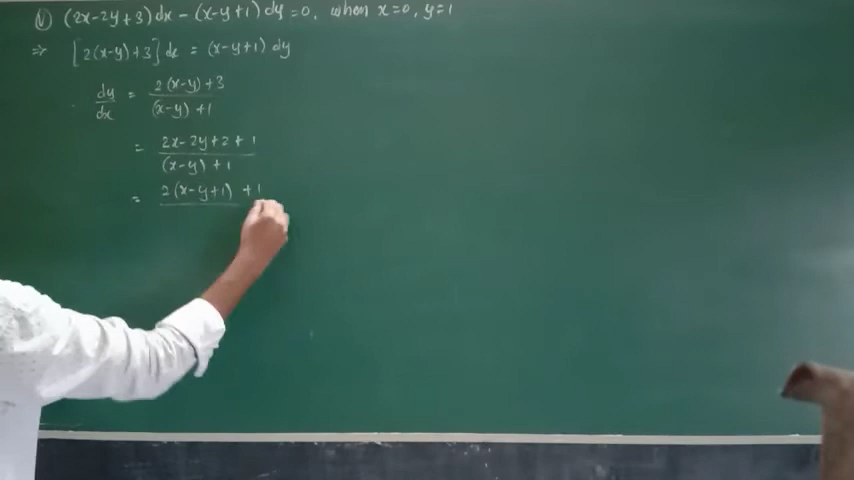 iv) (2x-2y+3) dx - (x-y+1) dy = 0, when x=0, y=1
⇒ [2(x-y)+3] dx = (x-y+1) dy
dy/dx = 2(x-y)+3 / (x-y)+1
= 2x-2y+2+1 / (x-y)+1
= 2(x-y+1) +1